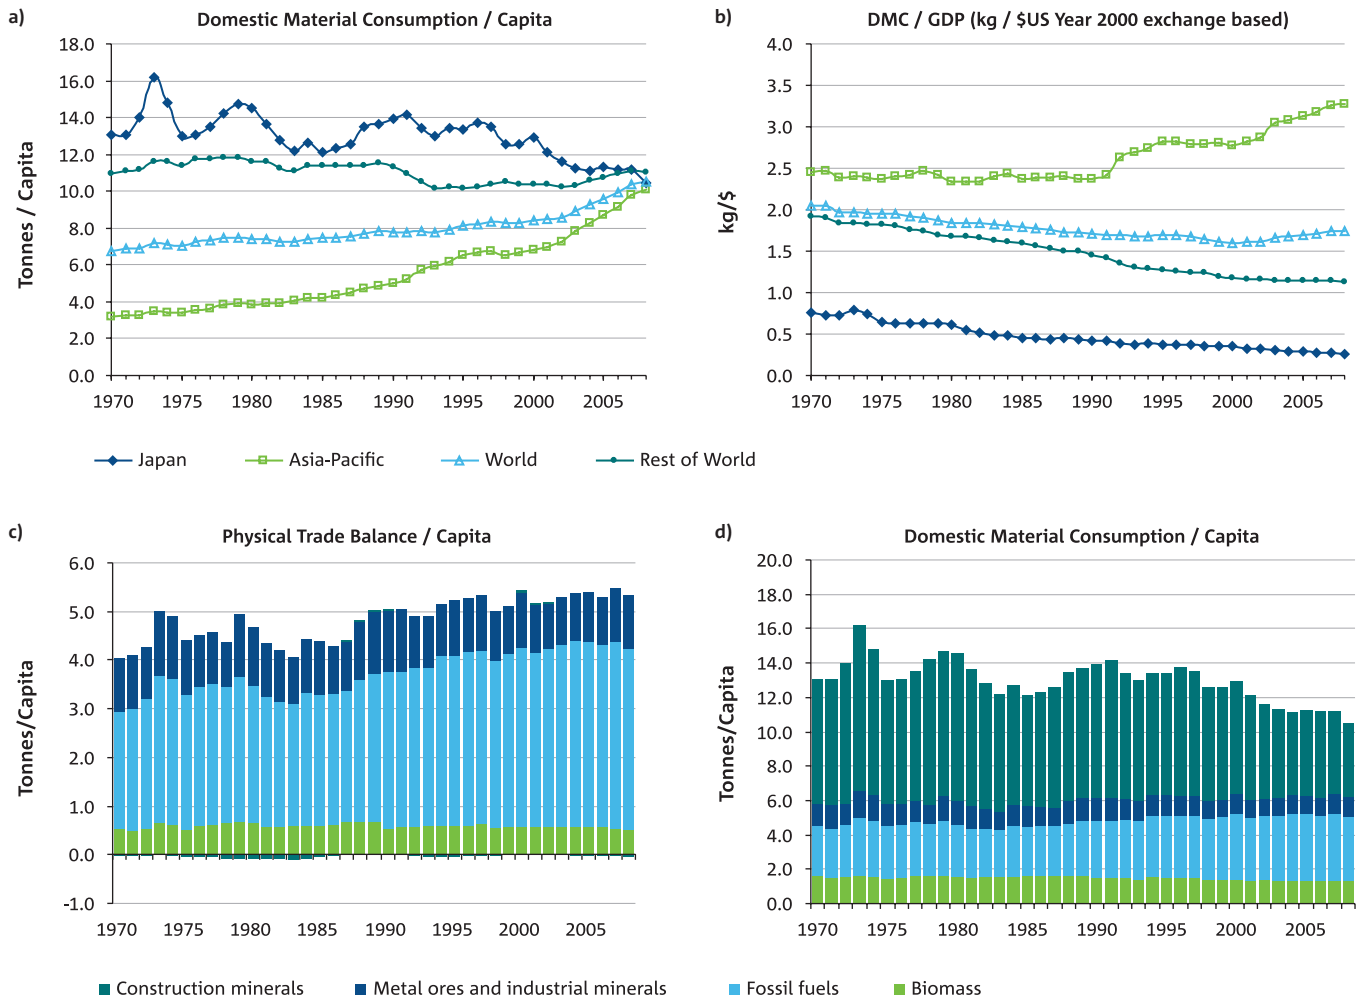 a)
Domestic Material Consumption / Capita
Tonnes / Capita
18.0
16.0
14.0
12.0
10.0
8.0
6.0
4.0
2.0
0.0
1970 1975 1980 1985 1990 1995 2000 2005
b)
DMC / GDP (kg / $US Year 2000 exchange based)
kg/$
4.0
3.5
3.0
2.5
2.0
1.5
1.0
0.5
0.0
1970 1975 1980 1985 1990 1995 2000 2005
Japan Asia-Pacific World Rest of World
c)
Physical Trade Balance / Capita
Tonnes/Capita
6.0
5.0
4.0
3.0
2.0
1.0
0.0
-1.0
1970 1975 1980 1985 1990 1995 2000 2005
d)
Domestic Material Consumption / Capita
Tonnes/Capita
20.0
18.0
16.0
14.0
12.0
10.0
8.0
6.0
4.0
2.0
0.0
1970 1975 1980 1985 1990 1995 2000 2005
Construction minerals Metal ores and industrial minerals Fossil fuels Biomass